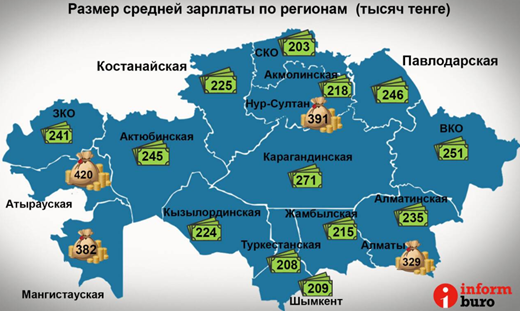 Размер средней зарплаты по регионам (тысяч тенге)
СКО
203
Костанайская
225
Акмолинская
218
Нур-Султан
391
Павлодарская
246
ЗКО
241
Актюбинская
245
420
Атырауская
ВКО
251
Карагандинская
271
382
Мангистауская
Кызылординская
224
Жамбылская
215
Алматинская
235
Алматы
329
Туркестанская
208
209
Шымкент
inform
buro